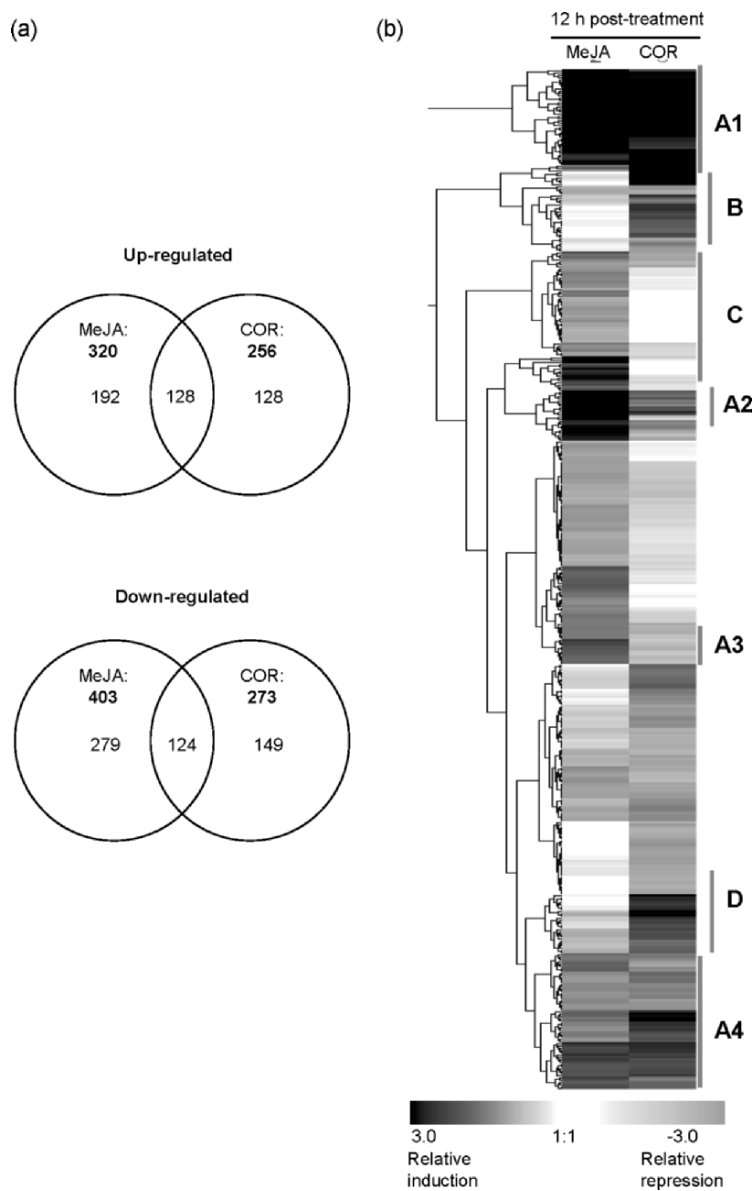 (a)
Up-regulated
MeJA:
320
COR:
256
192
128
128
Down-regulated
MeJA:
403
COR:
273
279
124
149
(b)
12 h post-treatment
MeJA
COR
A1
B
C
A2
A3
D
A4
3.0
1:1
-3.0
Relative
induction
Relative
repression